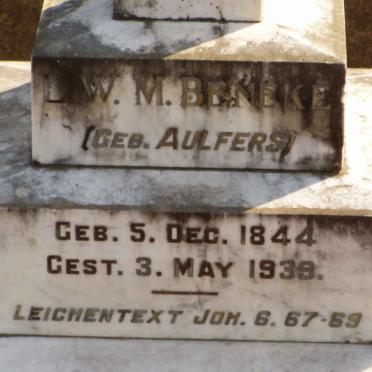 L. W. M. BENEKE
(GEB. AULFERS)
GEB. 5. DEC. 1844
GEST. 3. MAY 1939.
LEICHENTEXT JOH. 6. 67-69